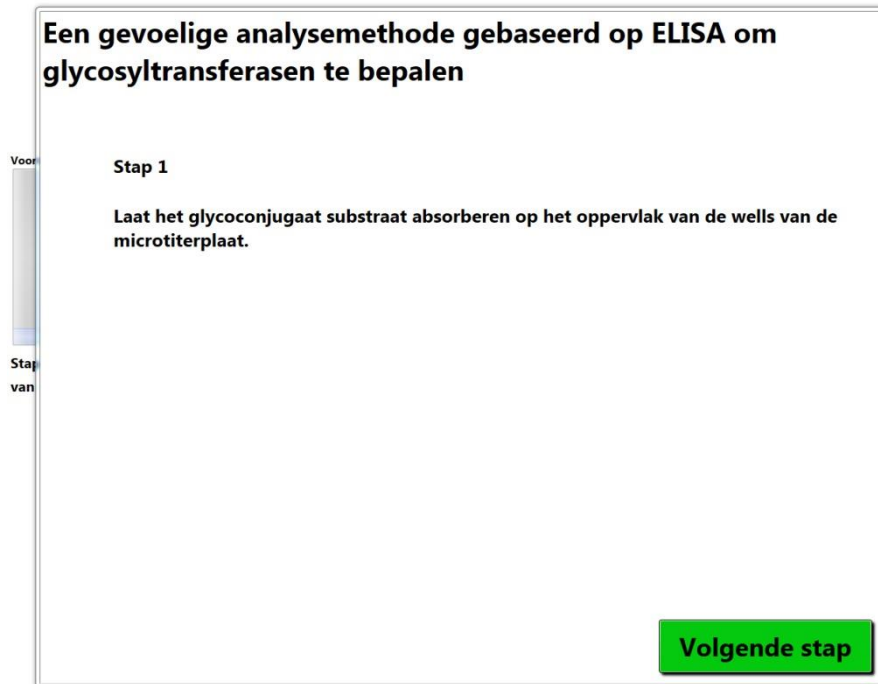 Een gevoelige analysemethode gebaseerd op ELISA om
glycosyltransferasen te bepalen
Stap 1
Laat het glycoconjugaat substraat absorberen op het oppervlak van de wells van de
microtiterplaat.
van
Volgende stap